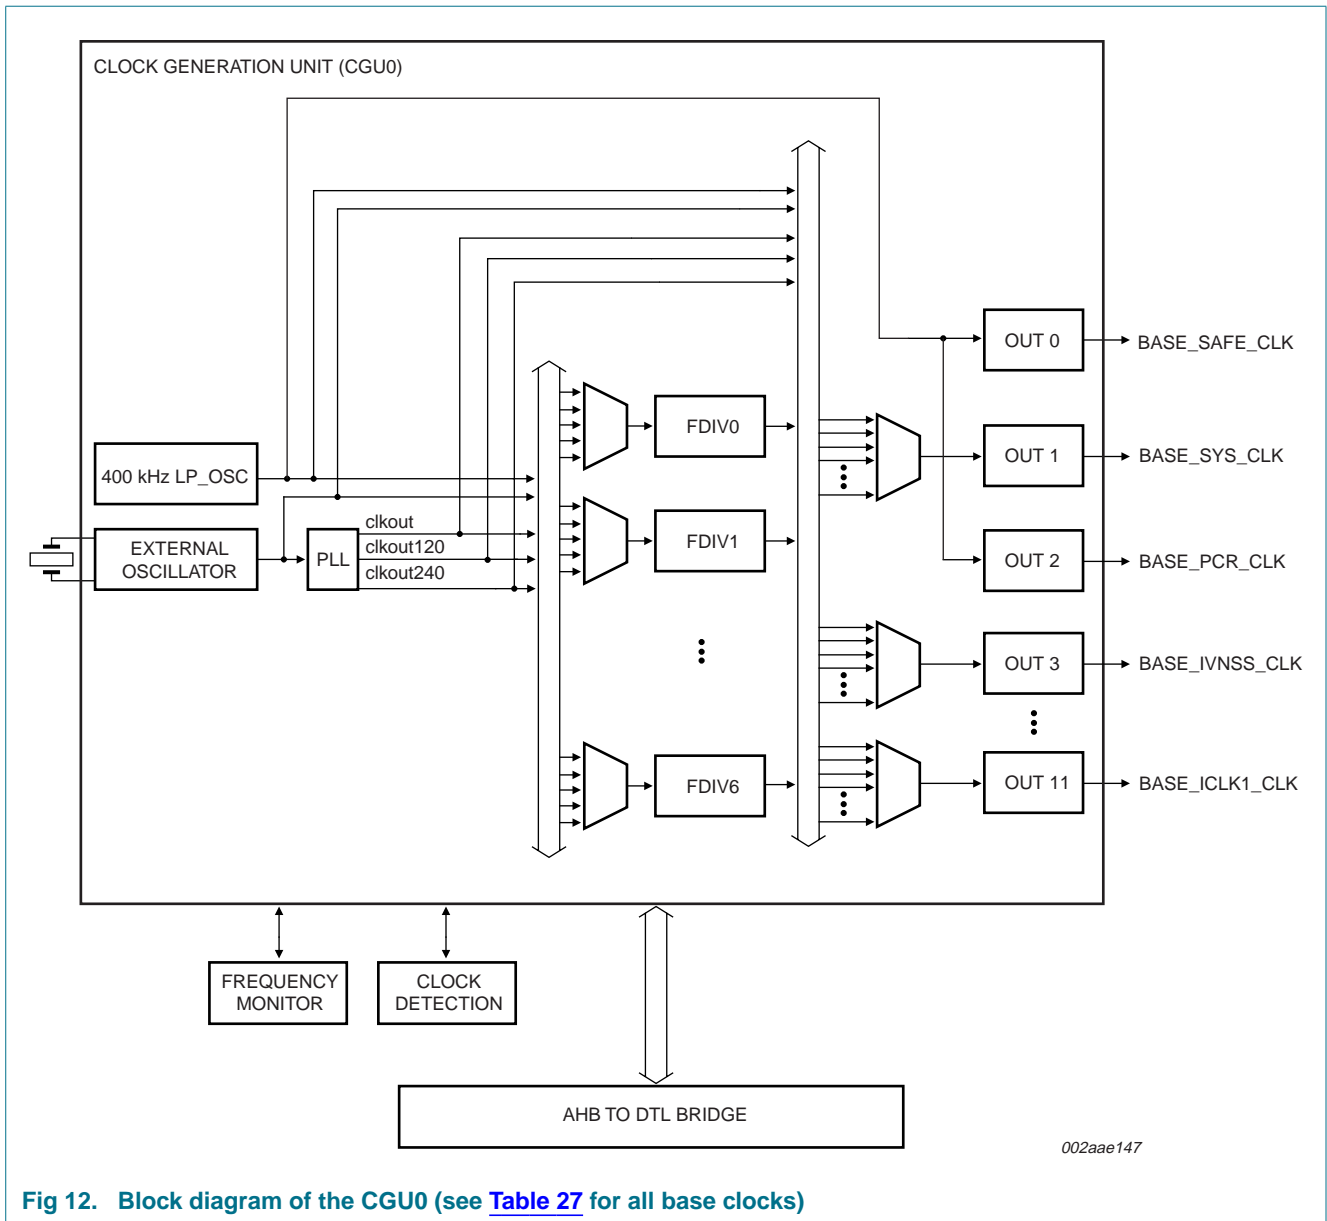 CLOCK GENERATION UNIT (CGU0)
400 kHz LP_OSC
EXTERNAL
OSCILLATOR
PLL
clkout
clkout120
clkout240
FDIV0
FDIV1
FDIV6
OUT 0
BASE_SAFE_CLK
OUT 1
BASE_SYS_CLK
OUT 2
BASE_PCR_CLK
OUT 3
BASE_IVNSS_CLK
OUT 11
BASE_ICLK1_CLK
FREQUENCY
MONITOR
CLOCK
DETECTION
AHB TO DTL BRIDGE
002aae147
Fig 12. Block diagram of the CGU0 (see Table 27 for all base clocks)